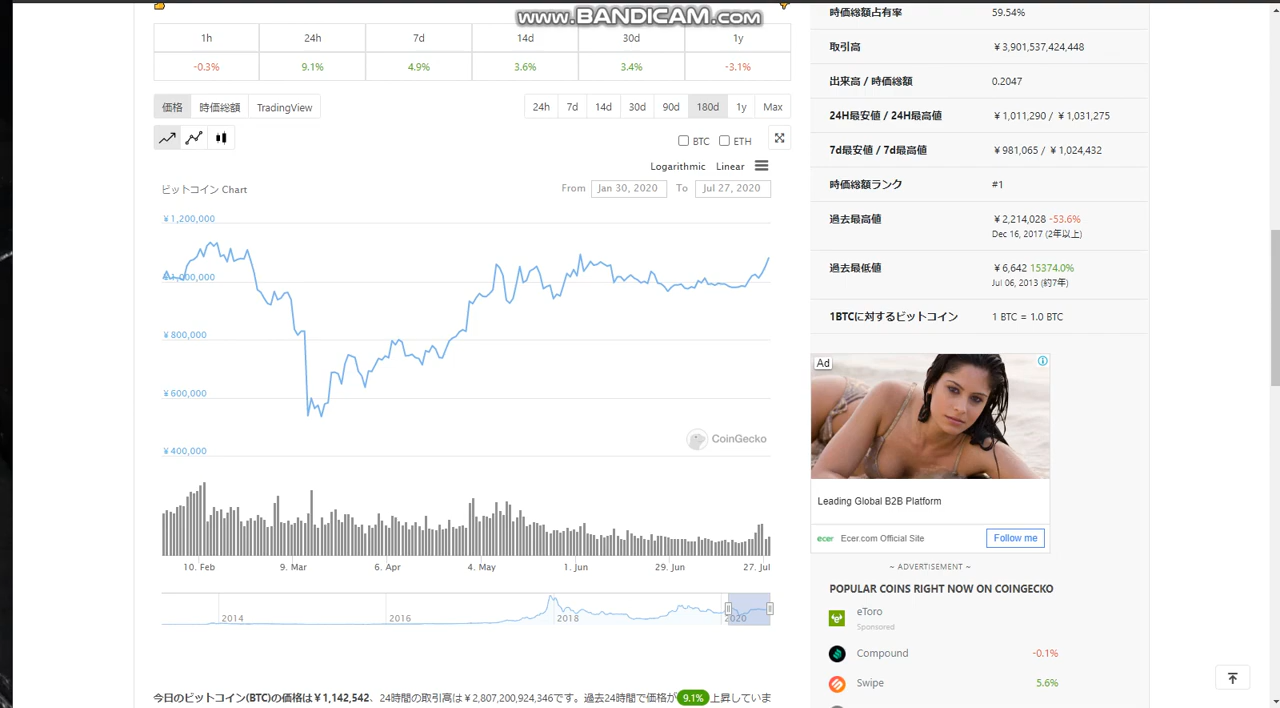 www.BANDICAM.com
1h 24h 7d 14d 30d 1y
-0.3% 9.1% 4.9% 3.6% 3.4% -3.1%
価格 時価総額 TradingView 24h 7d 14d 30d 90d 180d 1y Max
BTC ETH
Logarithmic Linear
ビットコイン Chart From Jan 30, 2020 To Jul 27, 2020
¥1,200,000
¥1,000,000
¥800,000
¥600,000
¥400,000
CoinGecko
10. Feb 9. Mar 6. Apr 4. May 1. Jun 29. Jun 27. Jul
2014 2016 2018 2020
今日のビットコイン(BTC)の価格は¥1,142,542、24時間の取引高は¥2,807,200,924,346です。過去24時間で価格が 9.1% 上昇していま
時価総額占有率 59.54%
取引高 ¥3,901,537,424,448
出来高 / 時価総額 0.2047
24H最安値 / 24H最高値 ¥1,011,290 / ¥1,031,275
7d最安値 / 7d最高値 ¥981,065 / ¥1,024,432
時価総額ランク #1
過去最高値 ¥2,214,028 -53.6%
Dec 16, 2017 (2年以上)
過去最低値 ¥6,642 15374.0%
Jul 06, 2013 (約7年)
1BTCに対するビットコイン 1 BTC = 1.0 BTC
Ad
Leading Global B2B Platform
ecer Ecer.com Official Site Follow me
~ ADVERTISEMENT ~
POPULAR COINS RIGHT NOW ON COINGECKO
eToro
Sponsored
Compound -0.1%
Swipe 5.6%